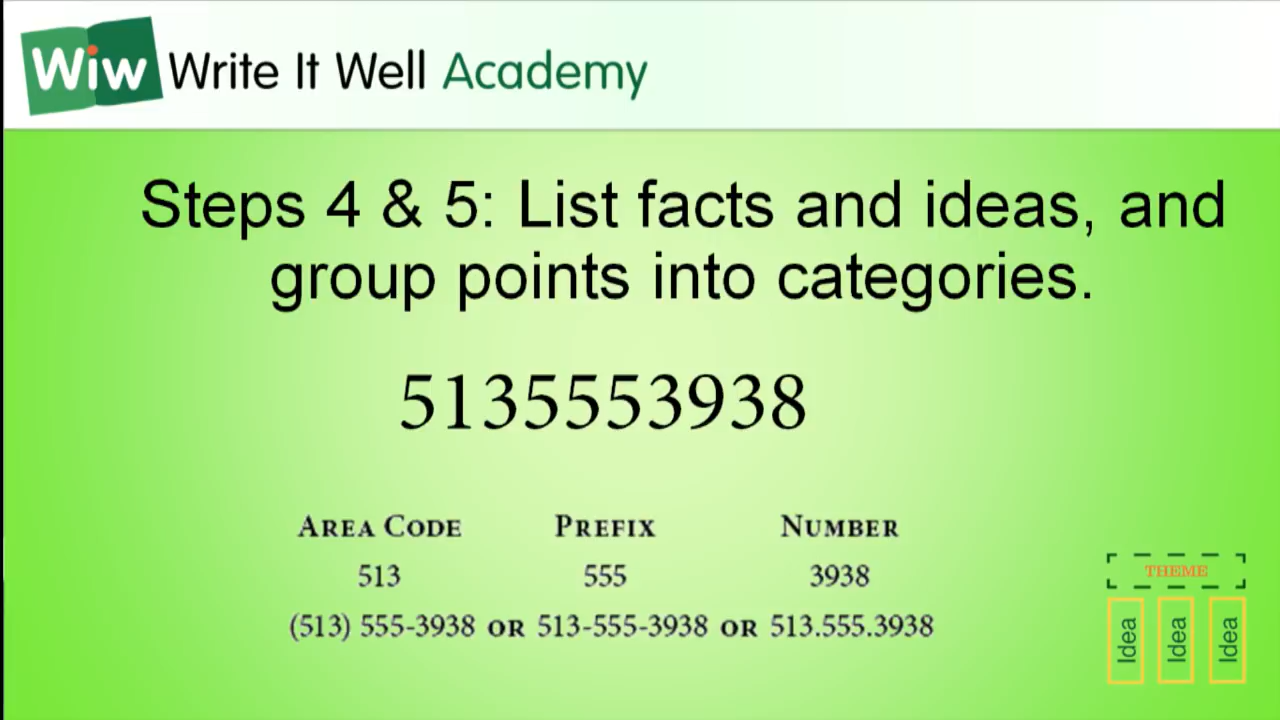 Wiw Write It Well Academy
Steps 4 & 5: List facts and ideas, and
group points into categories.
5135553938
AREA CODE PREFIX NUMBER
513 555 3938
(513) 555-3938 OR 513-555-3938 OR 513.555.3938
THEME
Idea Idea Idea